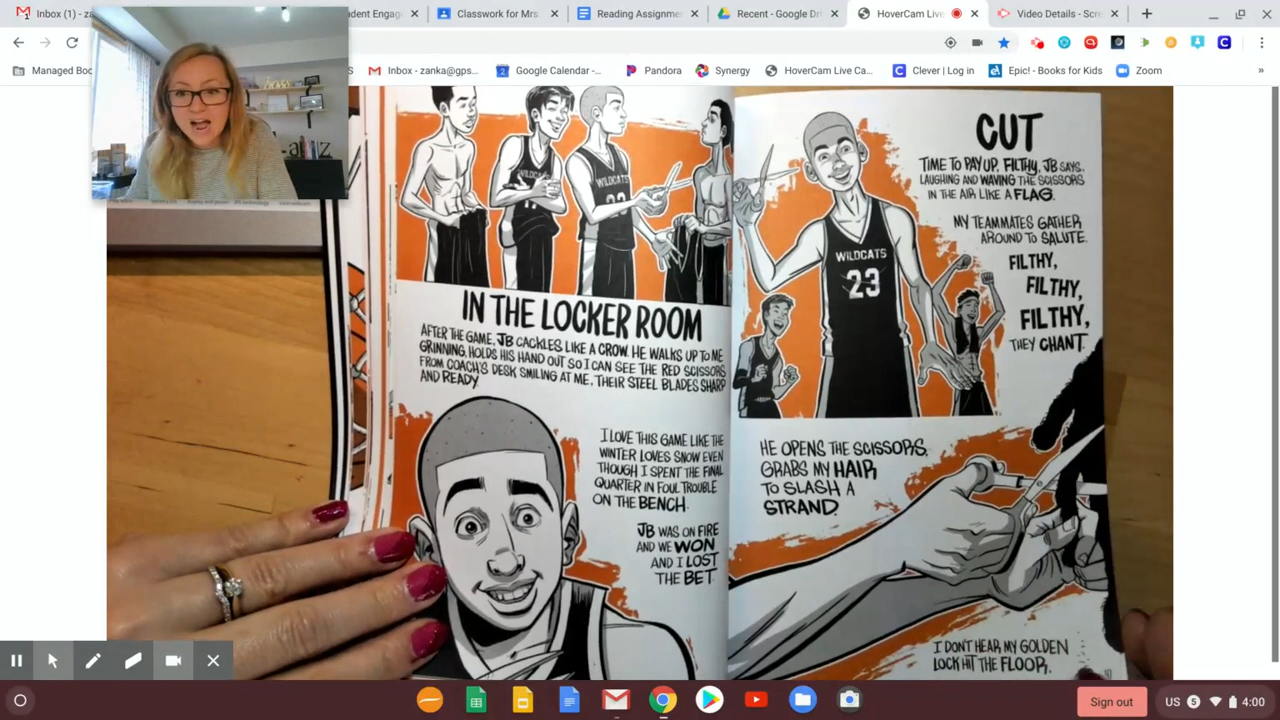 Inbox (1) - za
dent Engag
Classwork for Mrs
Reading Assignme
Recent - Google Dri
HoverCam Live
Video Details - Scre
Managed Boo
S
Inbox - zanka@gps...
Google Calendar -...
Pandora
Synergy
HoverCam Live Ca...
Clever | Log in
Epic! - Books for Kids
Zoom
»
WILDCATS
WILDCATS
IN THE LOCKER ROOM
AFTER THE GAME, JB CACKLES LIKE A CROW. HE WALKS UP TO ME
GRINNING, HOLDS HIS HAND OUT SO I CAN SEE THE RED SCISSORS
FROM COACH'S DESK SMILING AT ME, THEIR STEEL BLADES SHARP
AND READY.
I LOVE THIS GAME LIKE THE
WINTER LOVES SNOW EVEN
THOUGH I SPENT THE FINAL
QUARTER IN FOUL TROUBLE
ON THE BENCH.
JB WAS ON FIRE
AND WE WON
AND I LOST
THE BET.
CUT
TIME TO PAY UP, FILTHY, JB SAYS,
LAUGHING AND WAVING THE SCISSORS
IN THE AIR LIKE A FLAG.
MY TEAMMATES GATHER
AROUND TO SALUTE.
FILTHY,
FILTHY,
FILTHY,
THEY CHANT.
WILDCATS
23
HE OPENS THE SCISSORS,
GRABS MY HAIR
TO SLASH A
STRAND.
I DON'T HEAR MY GOLDEN
LOCK HIT THE FLOOR,
Sign out
US
5
4:00